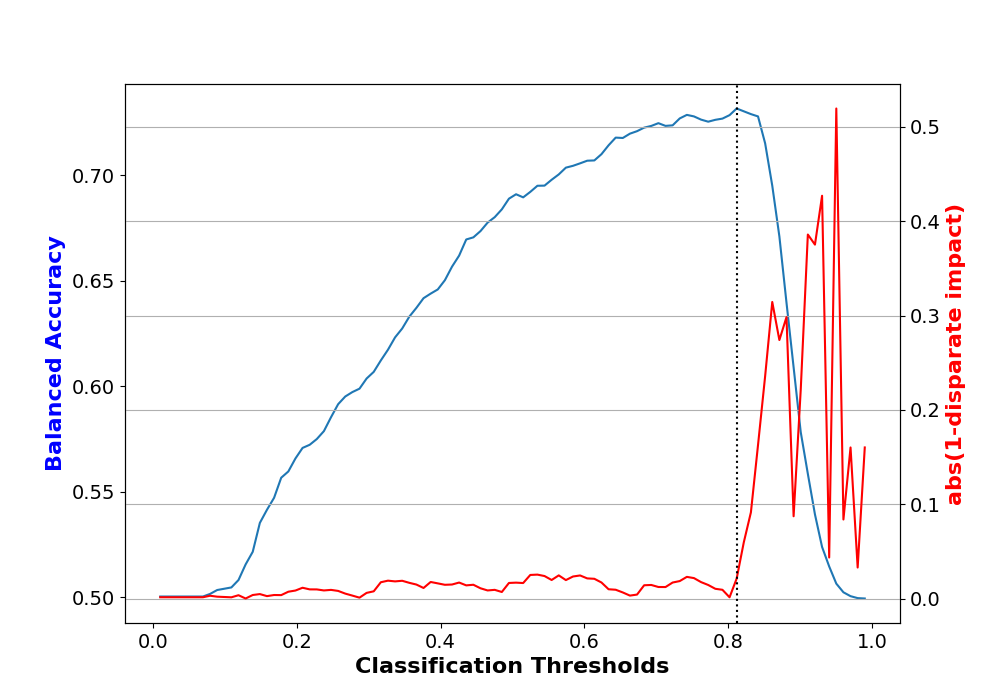 Balanced Accuracy
0.70
0.65
0.60
0.55
0.50
0.5
0.4
0.3
0.2
0.1
0.0
abs(1-disparate impact)
0.0 0.2 0.4 0.6 0.8 1.0
Classification Thresholds